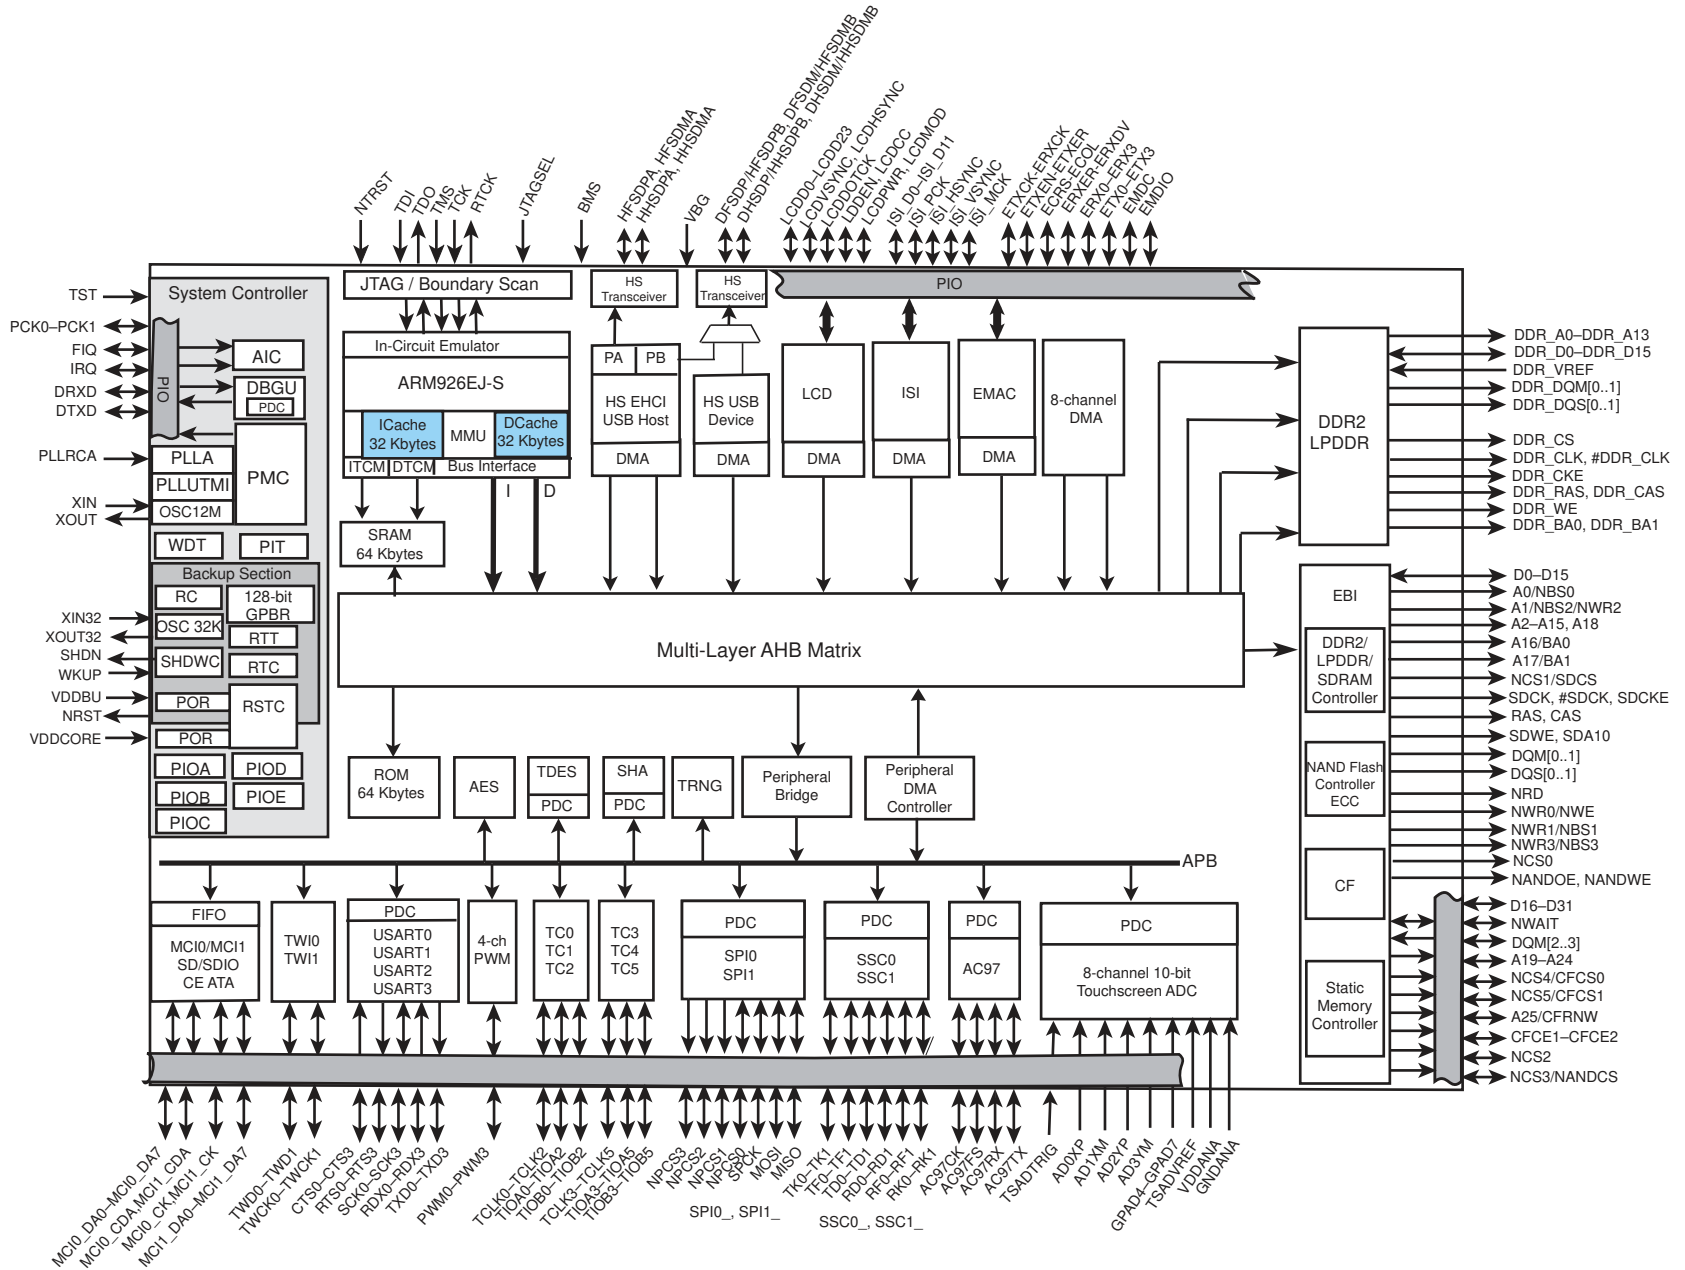 NTRST
TDI
TDO
TMS
TCK
RTCK
JTAGSEL
BMS
HFSDPA, HFSDMA
HHSDPA, HHSDMA
VBG
DFSDP/HFSDPB, DFSDM/HFSDMB
DHSDP/HHSDPB, DHSDM/HHSDMB
LCDD0–LCDD23
LCDVSYNC, LCDHSYNC
LCDDOTCK
LDDEN, LCDCC
LCDPWR, LCDMOD
ISI_D0–ISI_D11
ISI_PCK
ISI_HSYNC
ISI_VSYNC
ISI_MCK
ETXCK-ERXCK
ETXEN-ETXER
ECRS-ECOL
ERXER-ERXDV
ERX0–ERX3
ETX0–ETX3
EMDC
EMDIO
TST
PCK0–PCK1
FIQ
IRQ
DRXD
DTXD
PLLRCA
XIN
XOUT
XIN32
XOUT32
SHDN
WKUP
VDDBU
NRST
VDDCORE
System Controller
PIO
AIC
DBGU
PDC
PLLA
PLLUTMI
OSC12M
PMC
WDT
PIT
Backup Section
RC
128-bit
GPBR
OSC 32K
RTT
SHDWC
RTC
POR
RSTC
POR
PIOA
PIOD
PIOB
PIOE
PIOC
JTAG / Boundary Scan
In-Circuit Emulator
ARM926EJ-S
ICache
32 Kbytes
MMU
DCache
32 Kbytes
ITCM
DTCM
Bus Interface
I
D
SRAM
64 Kbytes
HS
Transceiver
HS
Transceiver
PA
PB
HS EHCI
USB Host
DMA
HS USB
Device
DMA
PIO
LCD
DMA
ISI
DMA
EMAC
DMA
8-channel
DMA
Multi-Layer AHB Matrix
DDR2
LPDDR
EBI
DDR2/
LPDDR/
SDRAM
Controller
NAND Flash
Controller
ECC
CF
Static
Memory
Controller
DDR_A0–DDR_A13
DDR_D0–DDR_D15
DDR_VREF
DDR_DQM[0..1]
DDR_DQS[0..1]
DDR_CS
DDR_CLK, #DDR_CLK
DDR_CKE
DDR_RAS, DDR_CAS
DDR_WE
DDR_BA0, DDR_BA1
D0–D15
A0/NBS0
A1/NBS2/NWR2
A2–A15, A18
A16/BA0
A17/BA1
NCS1/SDCS
SDCK, #SDCK, SDCKE
RAS, CAS
SDWE, SDA10
DQM[0..1]
DQS[0..1]
NRD
NWR0/NWE
NWR1/NBS1
NWR3/NBS3
NCS0
NANDOE, NANDWE
D16–D31
NWAIT
DQM[2..3]
A19–A24
NCS4/CFCS0
NCS5/CFCS1
A25/CFRNW
CFCE1–CFCE2
NCS2
NCS3/NANDCS
ROM
64 Kbytes
AES
TDES
PDC
SHA
PDC
TRNG
Peripheral
Bridge
Peripheral
DMA
Controller
APB
FIFO
MCI0/MCI1
SD/SDIO
CE ATA
TWI0
TWI1
PDC
USART0
USART1
USART2
USART3
4-ch
PWM
TC0
TC1
TC2
TC3
TC4
TC5
PDC
SPI0
SPI1
PDC
SSC0
SSC1
PDC
AC97
PDC
8-channel 10-bit
Touchscreen ADC
MCI0_DA0–MCI0_DA7
MCI0_CDA,MCI1_CDA
MCI0_CK,MCI1_CK
MCI1_DA0–MCI1_DA7
TWD0–TWD1
TWCK0–TWCK1
CTS0–CTS3
RTS0–RTS3
SCK0–SCK3
RDX0–RDX3
TXD0–TXD3
PWM0–PWM3
TCLK0–TCLK2
TIOA0–TIOA2
TIOB0–TIOB2
TCLK3–TCLK5
TIOA3–TIOA5
TIOB3–TIOB5
NPCS3
NPCS2
NPCS1
NPCS0
SPCK
MOSI
MISO
SPI0_, SPI1_
TK0–TK1
TF0–TF1
TD0–TD1
RD0–RD1
RF0–RF1
RK0–RK1
SSC0_, SSC1_
AC97CK
AC97FS
AC97RX
AC97TX
TSADTRIG
AD0XP
AD1XM
AD2YP
AD3YM
GPAD4–GPAD7
TSADVREF
VDDANA
GNDANA